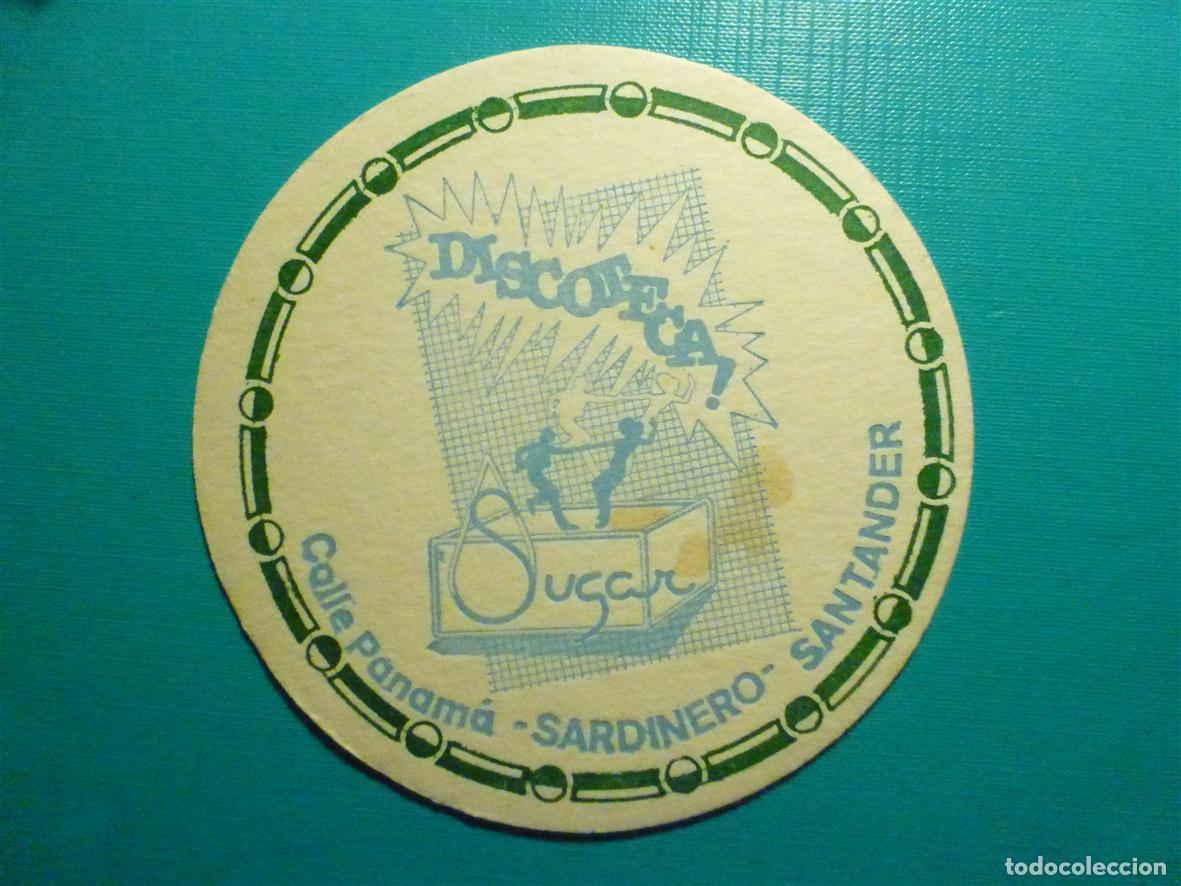 DISCOTECA!
Sugar
Calle Panamá - SARDINERO - SANTANDER
todocoleccion